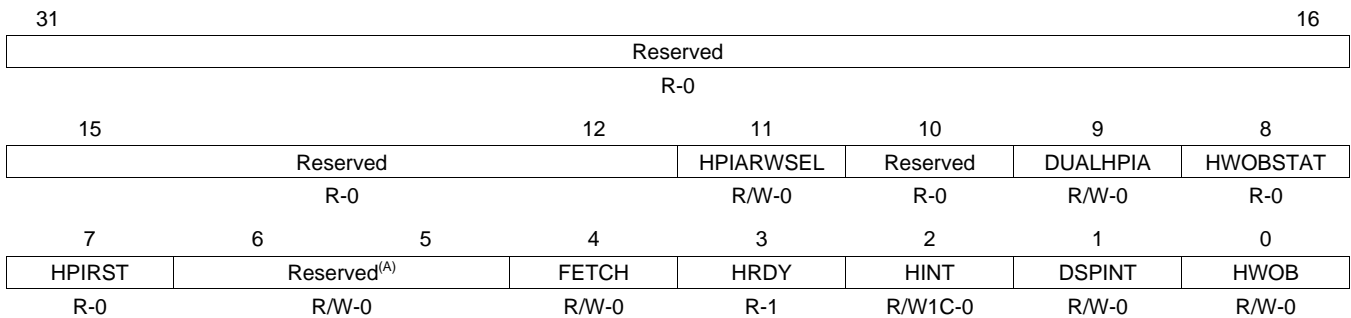 31 16
Reserved
R-0
15 12 11 10 9 8
Reserved HPIARWSEL Reserved DUALHPIA HWOBSTAT
R-0 R/W-0 R-0 R/W-0 R-0
7 6 5 4 3 2 1 0
HPIRST Reserved(A) FETCH HRDY HINT DSPINT HWOB
R-0 R/W-0 R/W-0 R-1 R/W1C-0 R/W-0 R/W-0